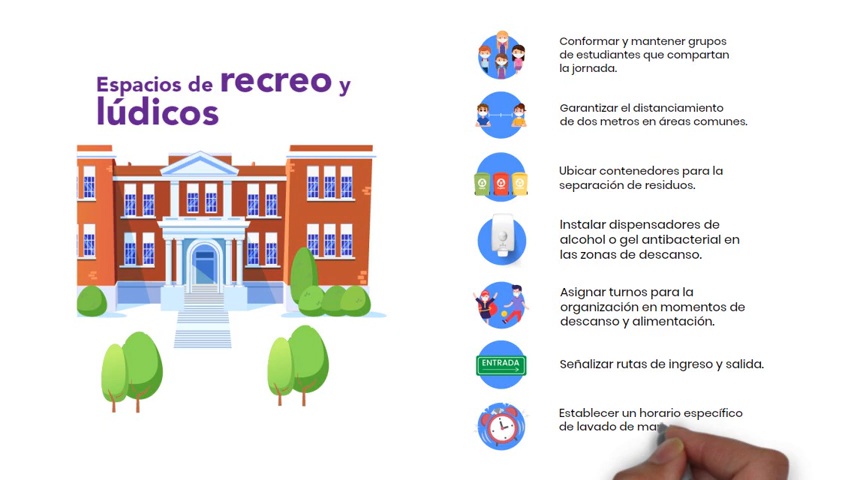 Espacios de recreo y
lúdicos
Conformar y mantener grupos
de estudiantes que compartan
la jornada.
Garantizar el distanciamiento
de dos metros en áreas comunes.
Ubicar contenedores para la
separación de residuos.
Instalar dispensadores de
alcohol o gel antibacterial en
las zonas de descanso.
Asignar turnos para la
organización en momentos de
descanso y alimentación.
ENTRADA
Señalizar rutas de ingreso y salida.
Establecer un horario específico
de lavado de